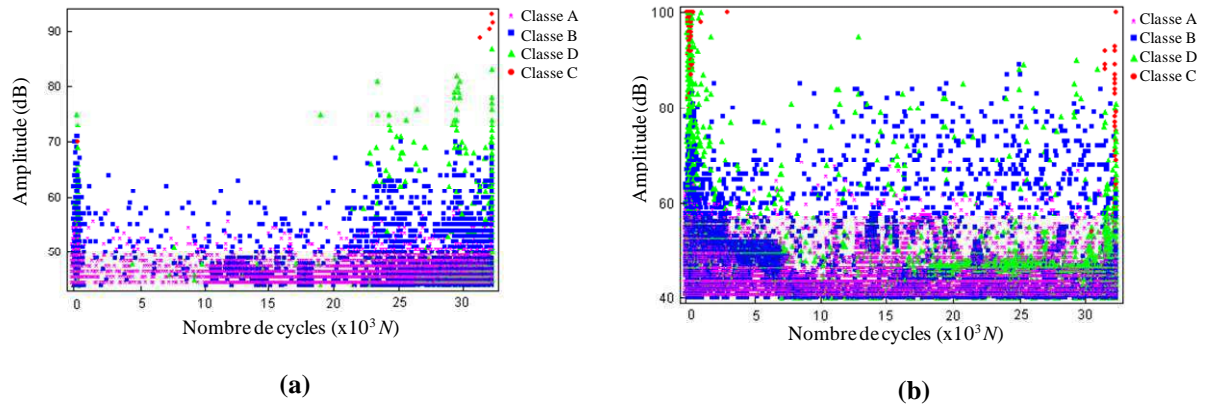 Classe A
Classe B
Classe D
Classe C
90
80
70
60
50
0
5
10
15
20
25
30
Amplitude (dB)
Nombre de cycles (x10³ N)
(a)
Classe A
Classe B
Classe D
Classe C
100
80
60
40
0
5
10
15
20
25
30
Amplitude (dB)
Nombre de cycles (x10³ N)
(b)